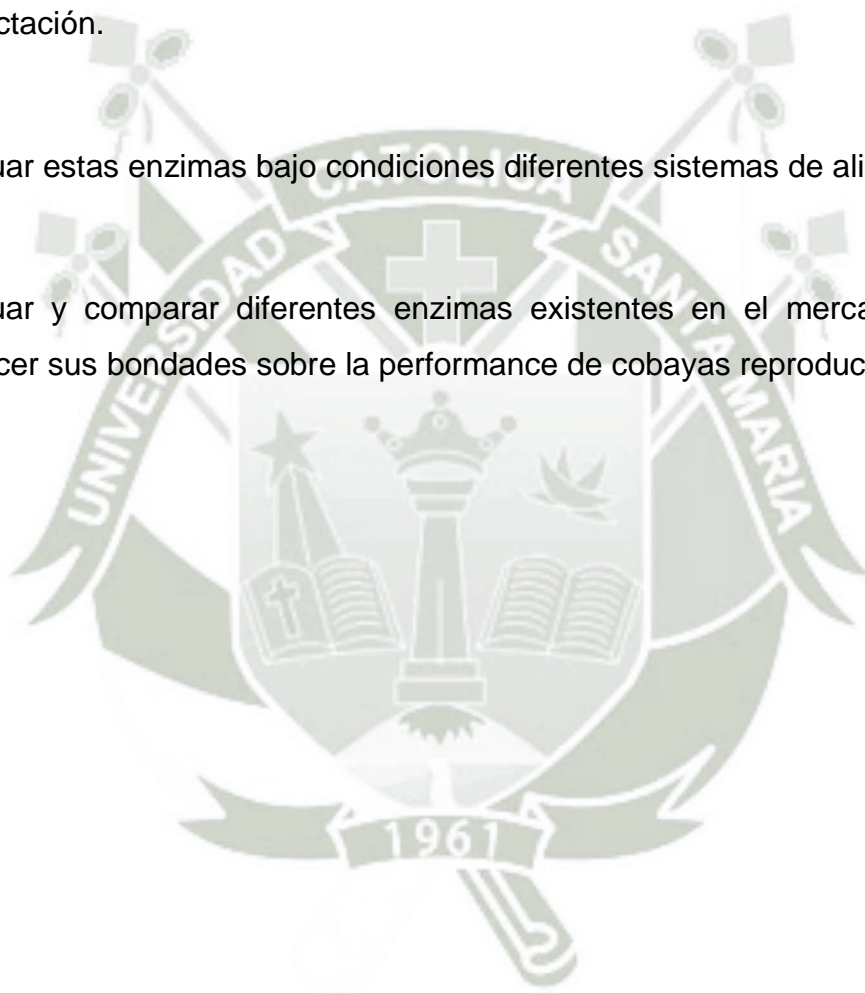 ctación.
uar estas enzimas bajo condiciones diferentes sistemas de ali
uar y comparar diferentes enzimas existentes en el merca
cer sus bondades sobre la performance de cobayas reproduc
UNIVERSIDAD CATOLICA SANTA MARIA
1961